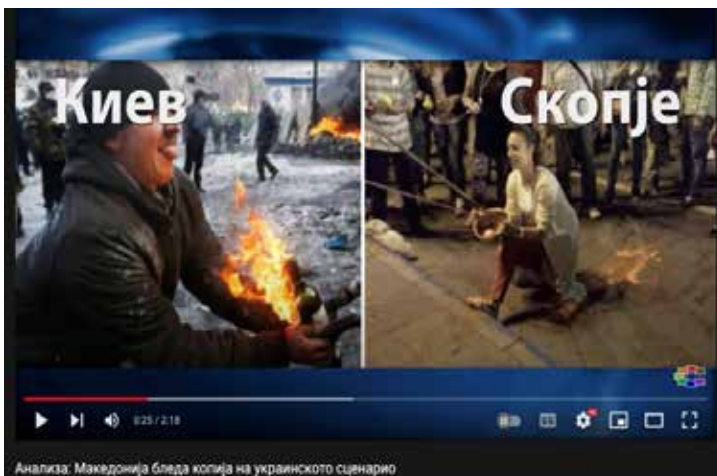 Киев
Скопје
0:25 / 2:18
Анализа: Македонија бледа копија на украинското сценарио